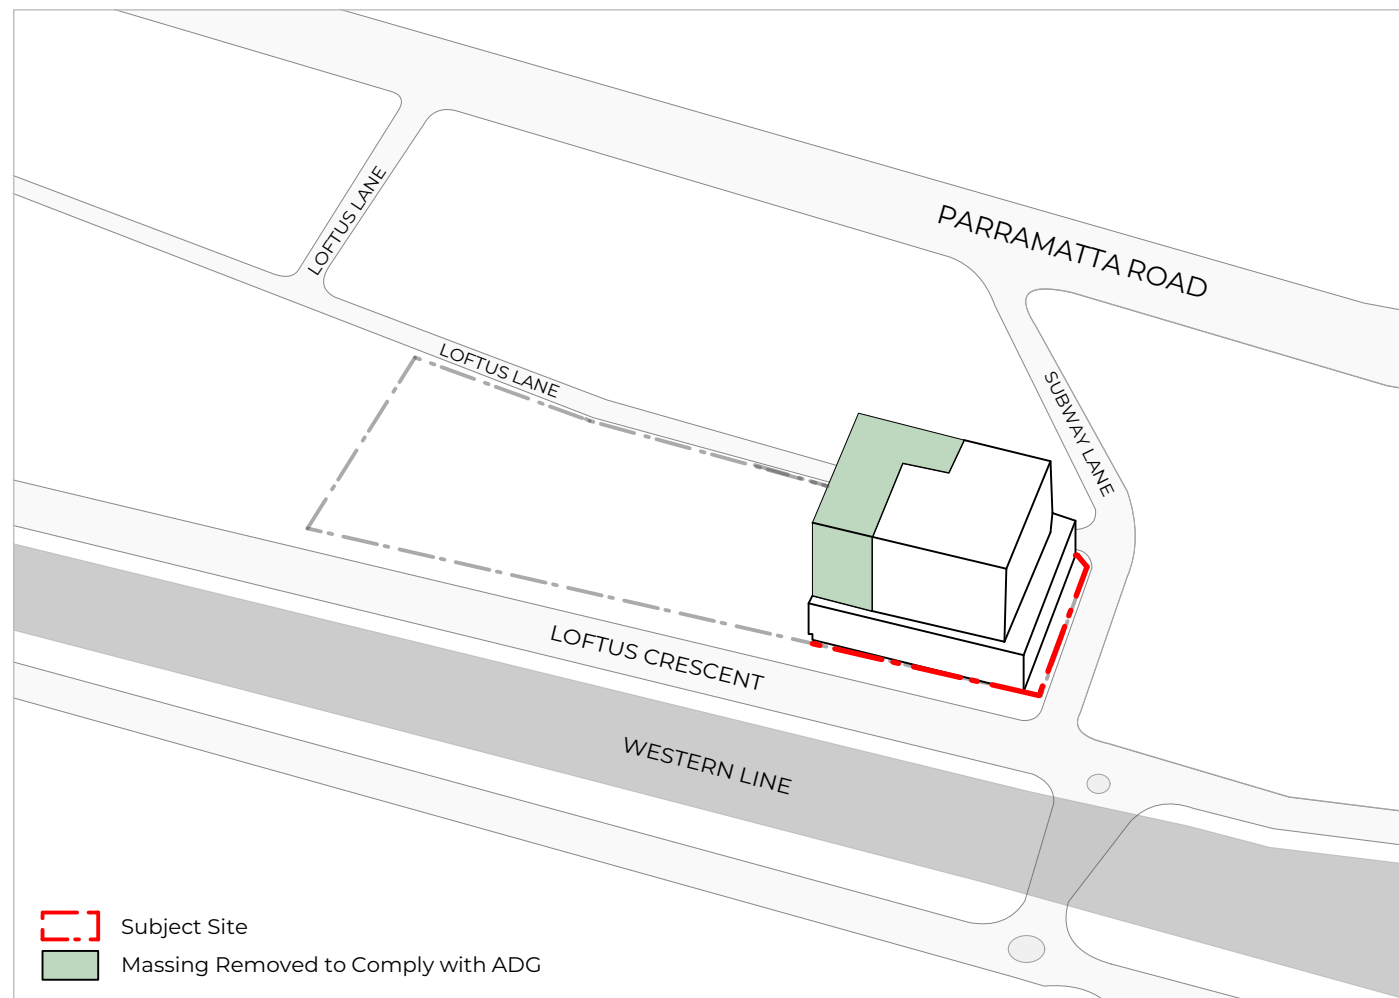 LOFTUS LANE
PARRAMATTA ROAD
LOFTUS LANE
SUBWAY LANE
LOFTUS CRESCENT
WESTERN LINE
Subject Site
Massing Removed to Comply with ADG